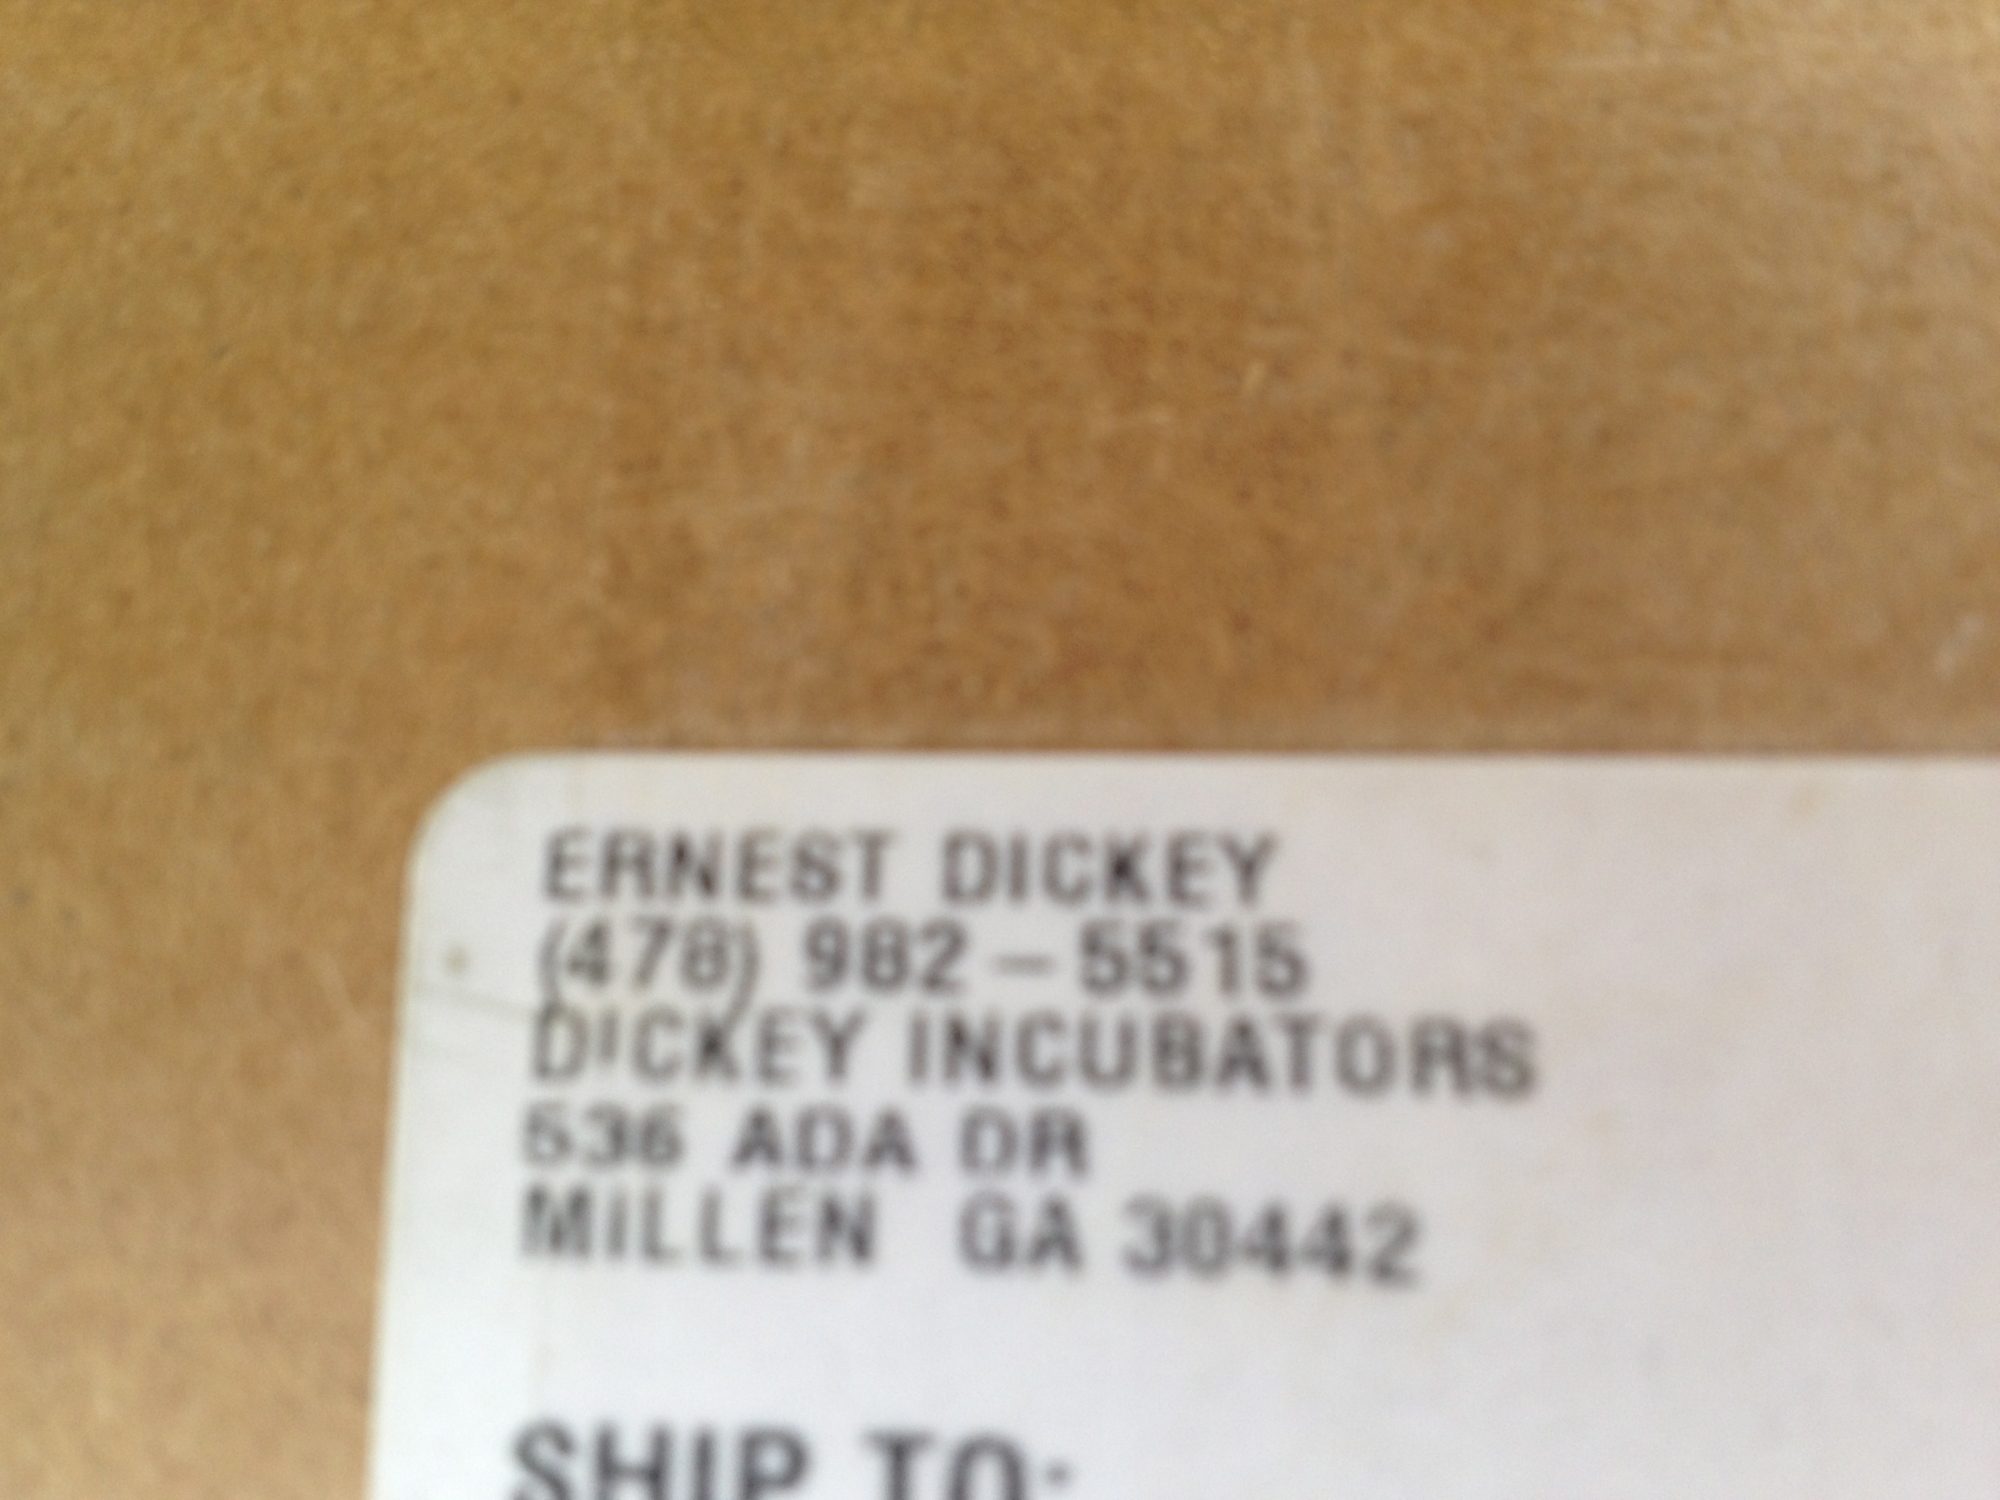 ERNEST DICKEY
(478) 982-5515
DICKEY INCUBATORS
536 ADA DR
MILLEN GA 30442
SHIP TO: